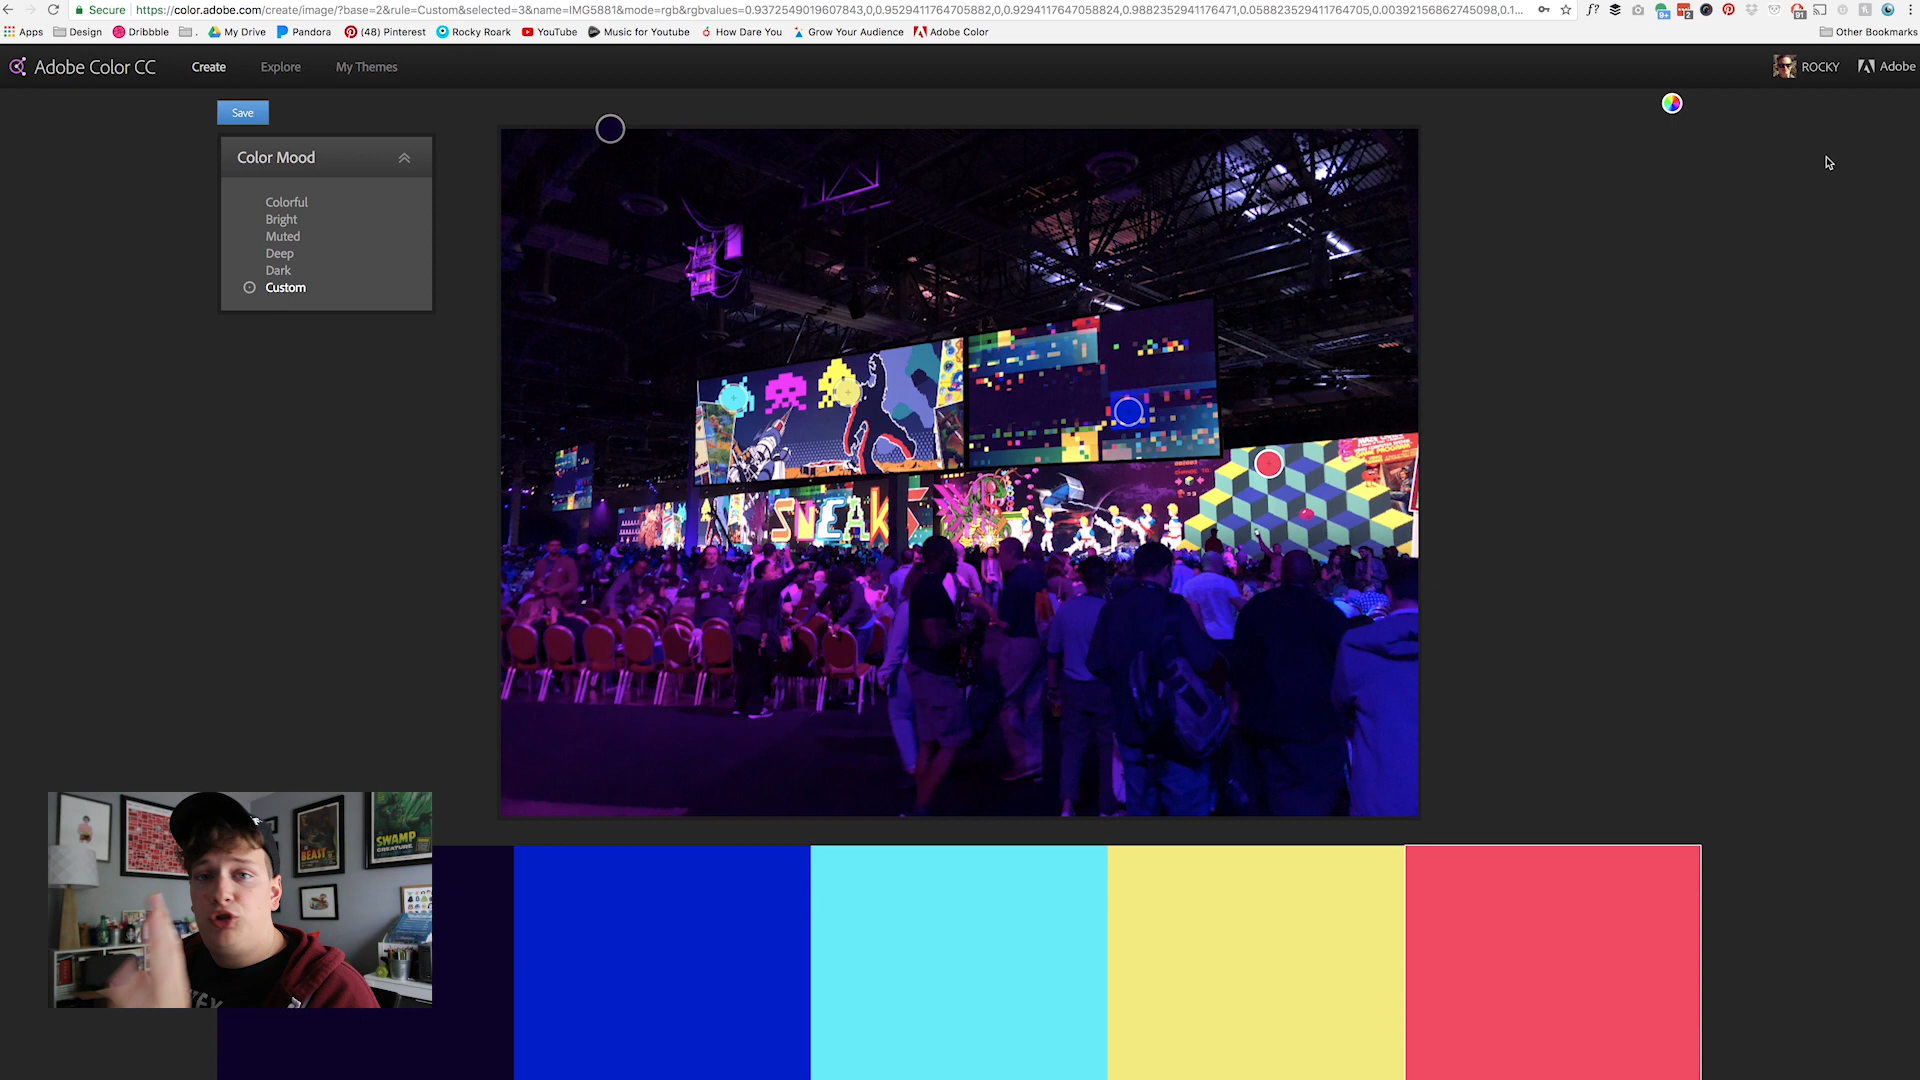 Secure
https://color.adobe.com/create/image/?base=2&rule=Custom&selected=3&name=IMG5881&mode=rgb&rgbvalues=0.9372549019607843,0,0.9529411764705882,0,0.9294117647058824,0.9882352941176471,0.058823529411764705,0.00392156862745098,0.1...
Apps
Design
Dribbble
.
My Drive
Pandora
(48) Pinterest
Rocky Roark
YouTube
Music for Youtube
How Dare You
Grow Your Audience
Adobe Color
Other Bookmarks
Adobe Color CC
Create
Explore
My Themes
ROCKY
Adobe
Save
Color Mood
Colorful
Bright
Muted
Deep
Dark
Custom
SNEAK
BEAST
SWAMP
CREATURE